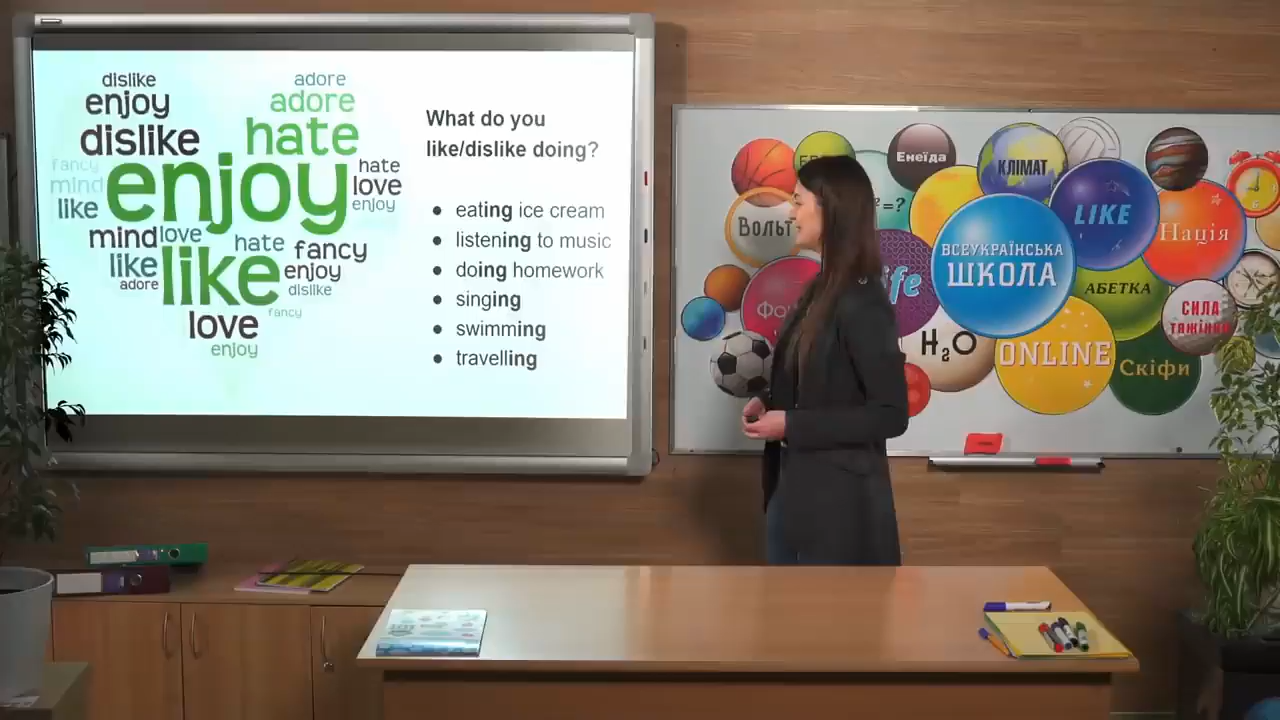 dislike
adore
enjoy
adore
dislike
hate
fancy
hate
mind
enjoy
love
like
enjoy
mind
love
hate
fancy
like
like
enjoy
adore
dislike
fancy
love
enjoy
What do you
like/dislike doing?
eating ice cream
listening to music
doing homework
singing
swimming
travelling
Енеїда
КЛІМАТ
LIKE
Нація
ВСЕУКРАЇНСЬКА
ШКОЛА
АБЕТКА
СИЛА
ТЯЖІННЯ
H₂O
ONLINE
Скіфи